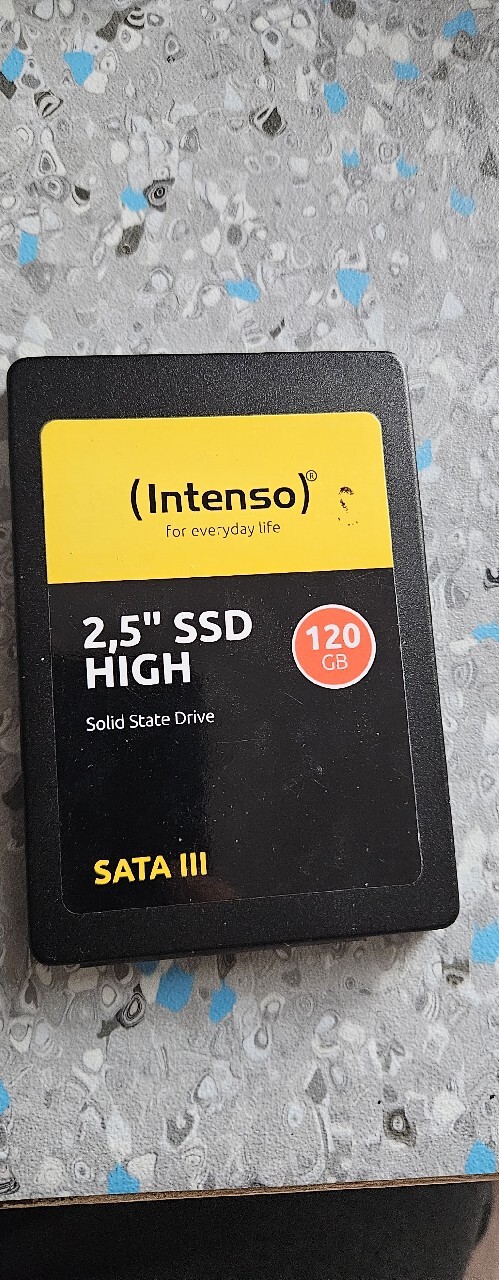 (Intenso)®
for everyday life
2,5" SSD
HIGH
120
GB
Solid State Drive
SATA III